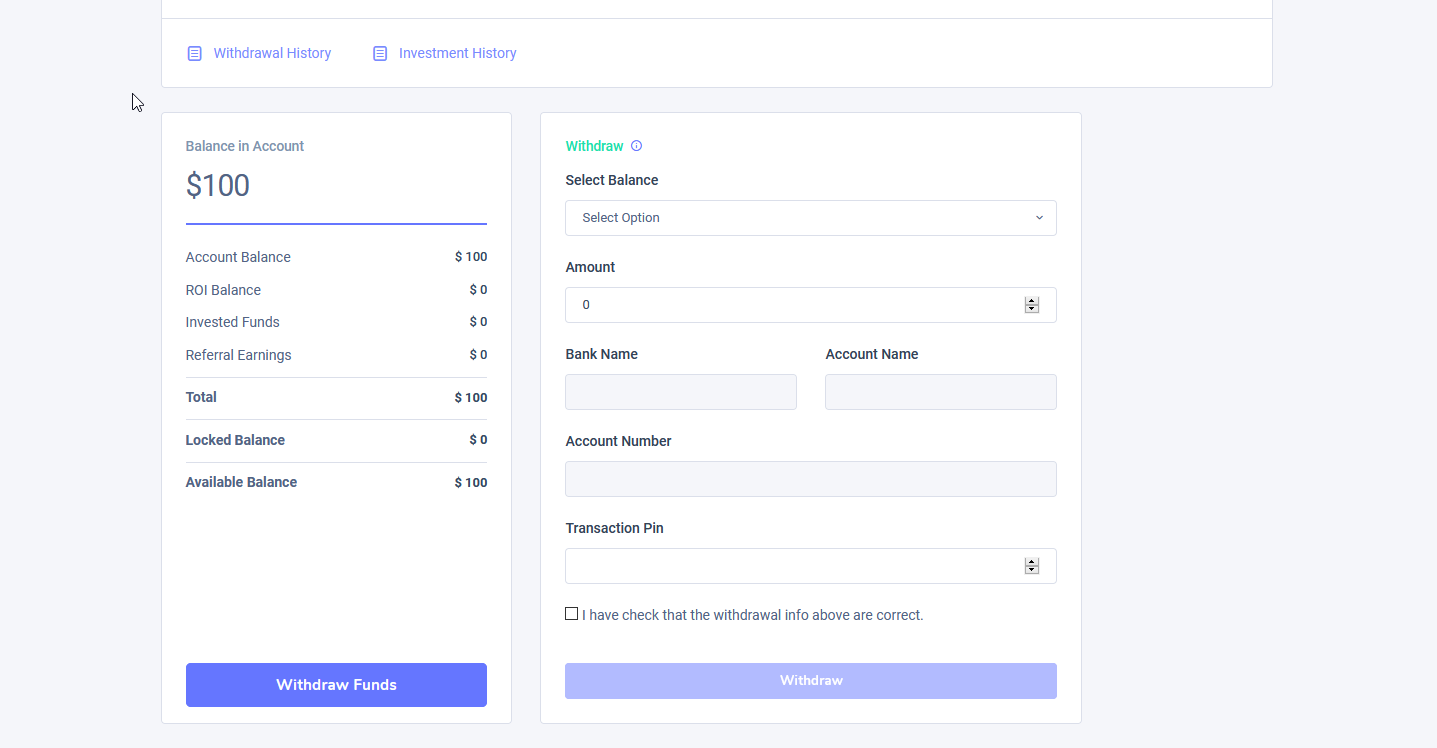 Withdrawal History
Investment History
Balance in Account
$100
Account Balance $ 100
ROI Balance $ 0
Invested Funds $ 0
Referral Earnings $ 0
Total $ 100
Locked Balance $ 0
Available Balance $ 100
Withdraw Funds
Withdraw
Select Balance
Select Option
Amount
0
Bank Name
Account Name
Account Number
Transaction Pin
I have check that the withdrawal info above are correct.
Withdraw